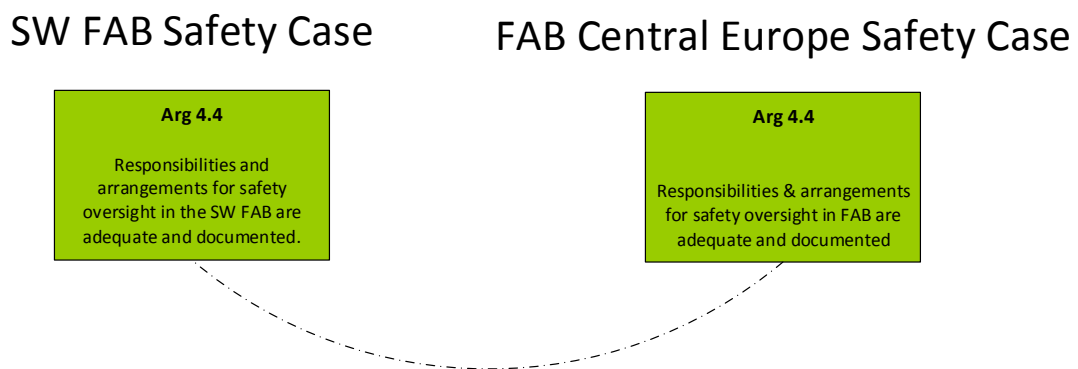 SW FAB Safety Case
FAB Central Europe Safety Case
Arg 4.4
Responsibilities and
arrangements for safety
oversight in the SW FAB are
adequate and documented.
Arg 4.4
Responsibilities & arrangements
for safety oversight in FAB are
adequate and documented